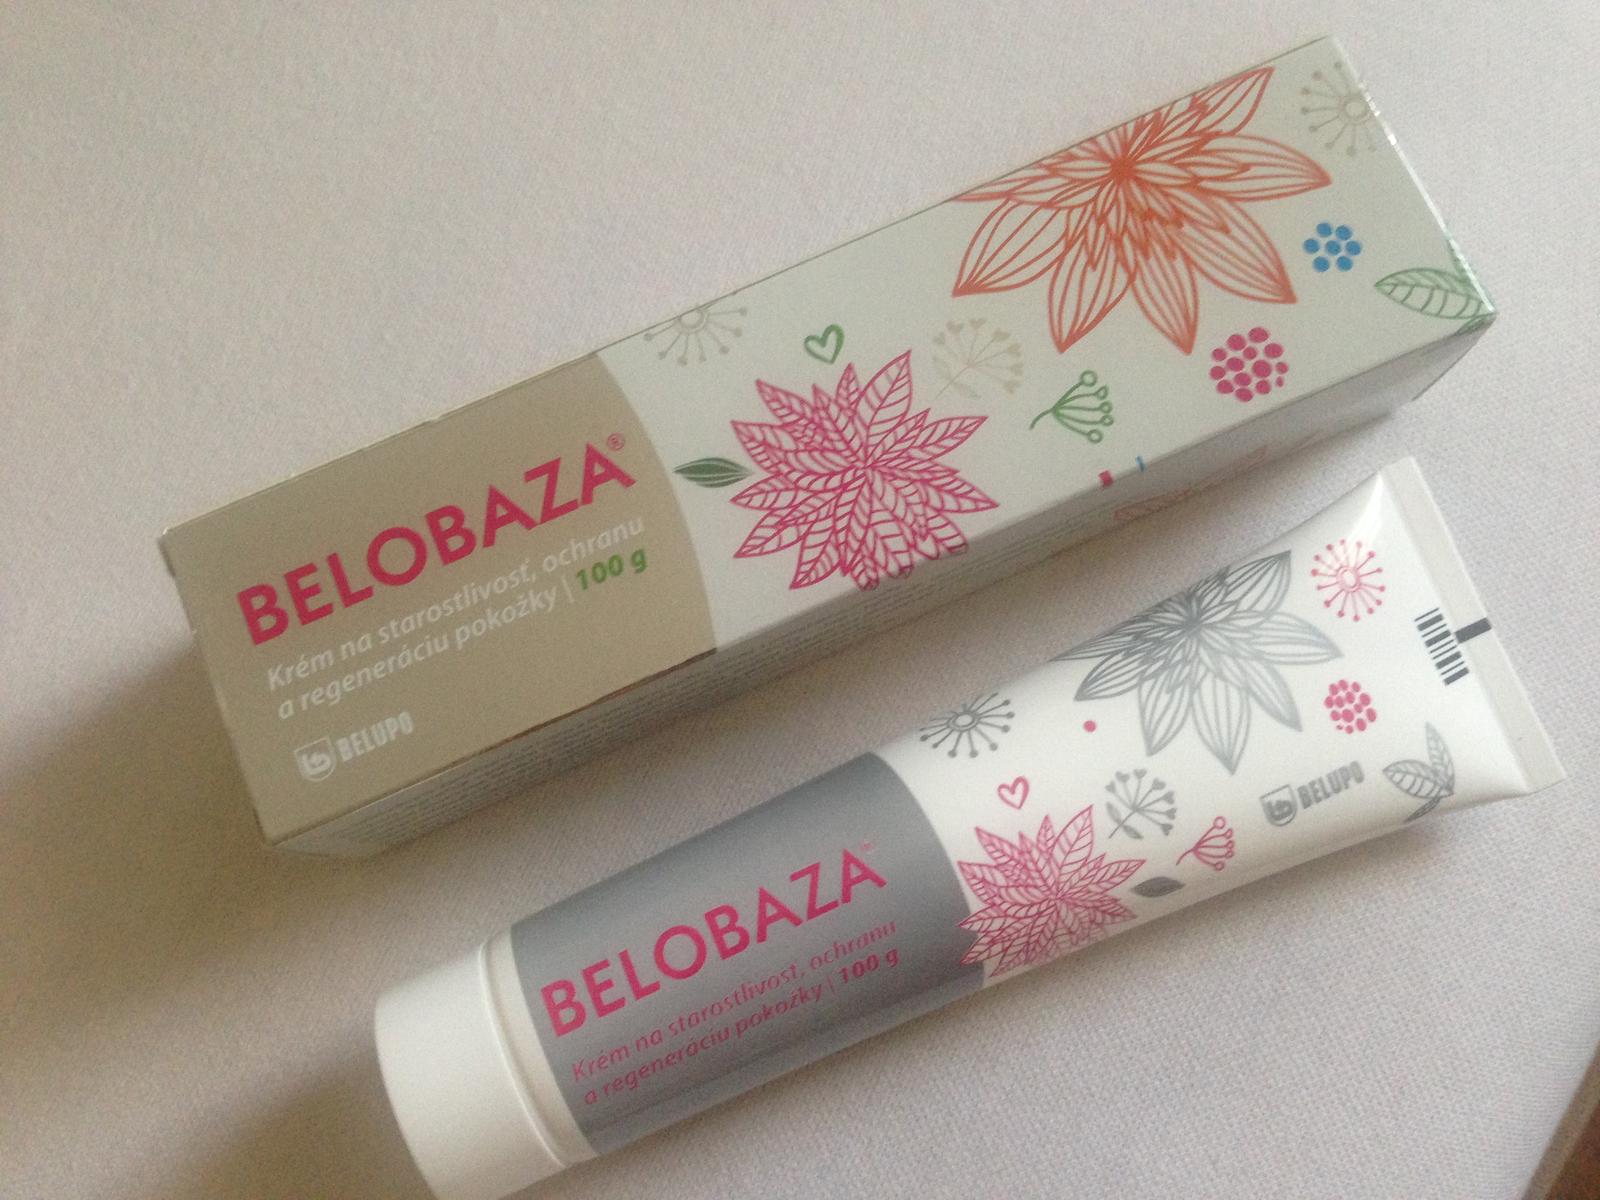 BELOBAZA®
Krém na starostlivosť, ochranu
a regeneráciu pokožky | 100 g
BELUPO
BELOBAZA®
Krém na starostlivosť, ochranu
a regeneráciu pokožky | 100 g
BELUPO